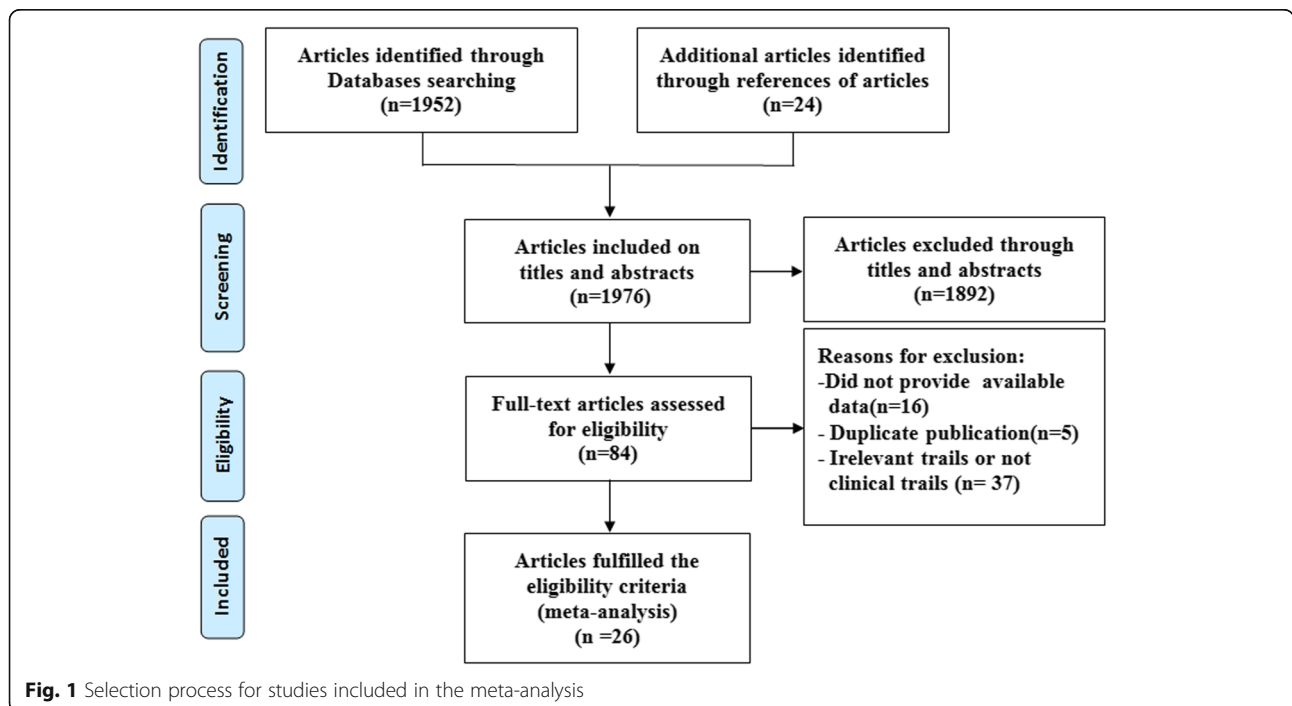 Identification
Articles identified through
Databases searching
(n=1952)
Additional articles identified
through references of articles
(n=24)
Screening
Articles included on
titles and abstracts
(n=1976)
Articles excluded through
titles and abstracts
(n=1892)
Eligibility
Full-text articles assessed
for eligibility
(n=84)
Reasons for exclusion:
-Did not provide available
data(n=16)
- Duplicate publication(n=5)
- Irelevant trails or not
clinical trails (n= 37)
Included
Articles fulfilled the
eligibility criteria
(meta-analysis)
(n =26)
Fig. 1 Selection process for studies included in the meta-analysis